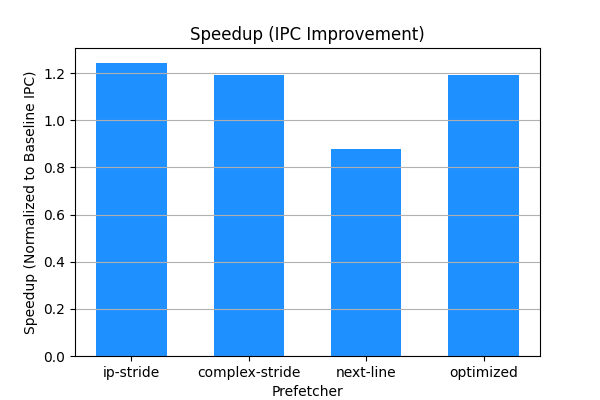 Speedup (IPC Improvement)
Speedup (Normalized to Baseline IPC)
1.2
1.0
0.8
0.6
0.4
0.2
0.0
ip-stride
complex-stride
next-line
optimized
Prefetcher